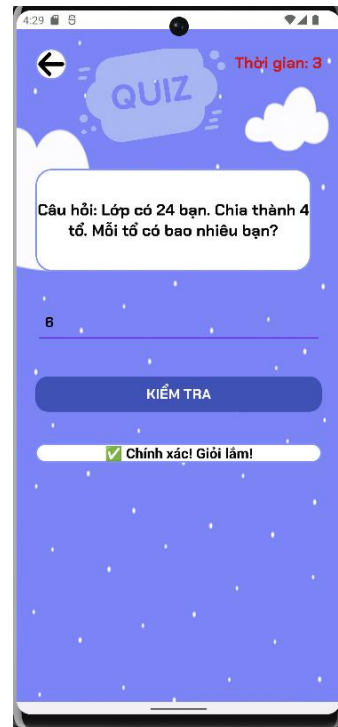 4:29
Thời gian: 3
QUIZ
Câu hỏi: Lớp có 24 bạn. Chia thành 4
tổ. Mỗi tổ có bao nhiêu bạn?
6
KIỂM TRA
✅ Chính xác! Giỏi lắm!